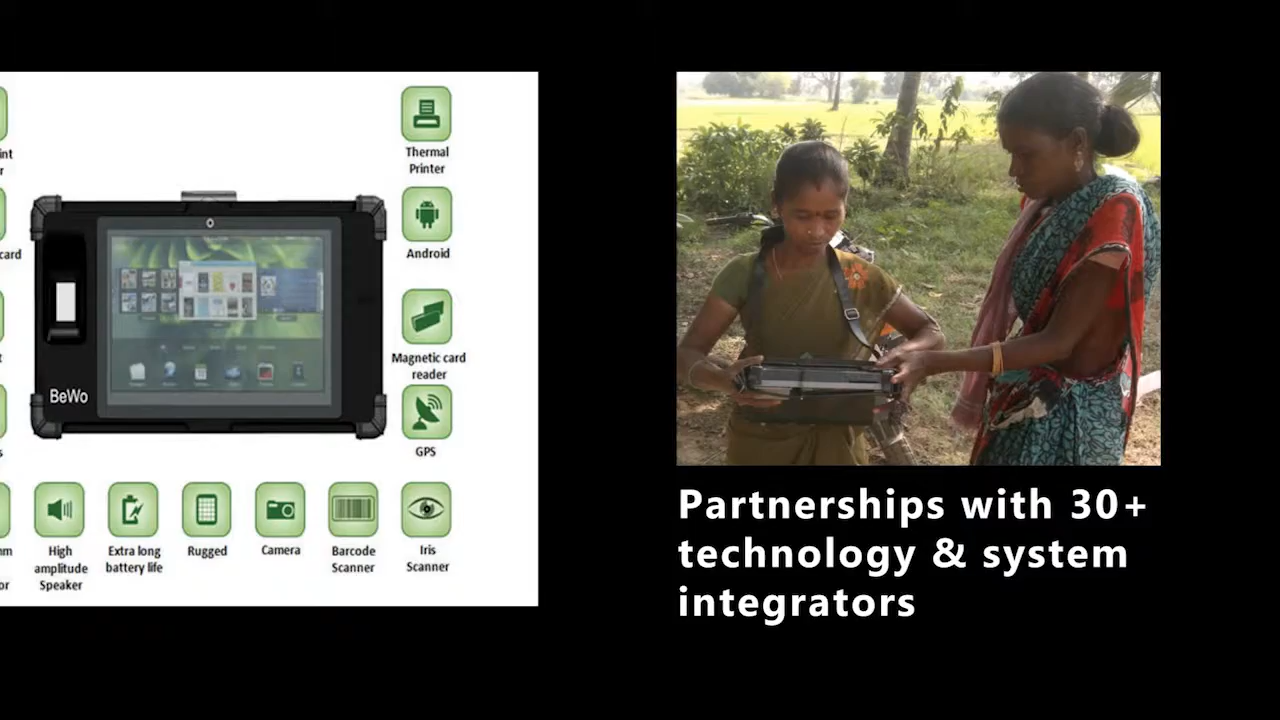 Thermal
Printer
Android
card
Magnetic card
reader
BeWo
GPS
High
amplitude
Speaker
Extra long
battery life
Rugged
Camera
Barcode
Scanner
Iris
Scanner
Partnerships with 30+
technology & system
integrators